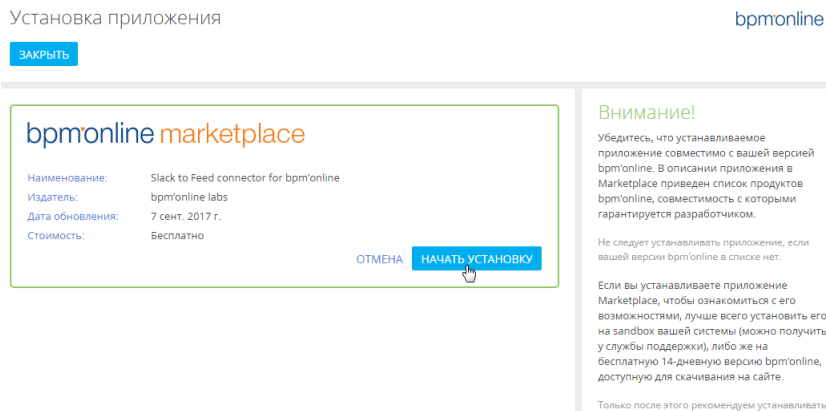 Установка приложения
bpm'online
ЗАКРЫТЬ
bpm'online marketplace
Наименование: Slack to Feed connector for bpm'online
Издатель: bpm'online labs
Дата обновления: 7 сент. 2017 г.
Стоимость: Бесплатно
ОТМЕНА НАЧАТЬ УСТАНОВКУ
Внимание!
Убедитесь, что устанавливаемое
приложение совместимо с вашей версией
bpm'online. В описании приложения в
Marketplace приведен список продуктов
bpm'online, совместимость с которыми
гарантируется разработчиком.
Не следует устанавливать приложение, если
вашей версии bpm'online в списке нет.
Если вы устанавливаете приложение
Marketplace, чтобы ознакомиться с его
возможностями, лучше всего установить его
на sandbox вашей системы (можно получить
у службы поддержки), либо же на
бесплатную 14-дневную версию bpm'online,
доступную для скачивания на сайте.
Только после этого рекомендуем устанавливать